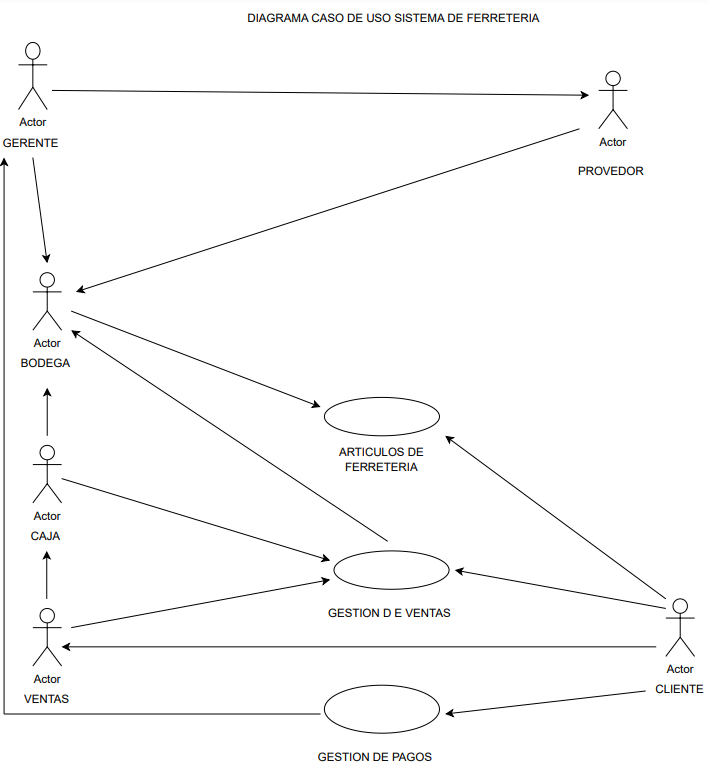 DIAGRAMA CASO DE USO SISTEMA DE FERRETERIA
Actor
GERENTE
Actor
PROVEDOR
Actor
BODEGA
ARTICULOS DE
FERRETERIA
Actor
CAJA
GESTION D E VENTAS
Actor
VENTAS
Actor
CLIENTE
GESTION DE PAGOS